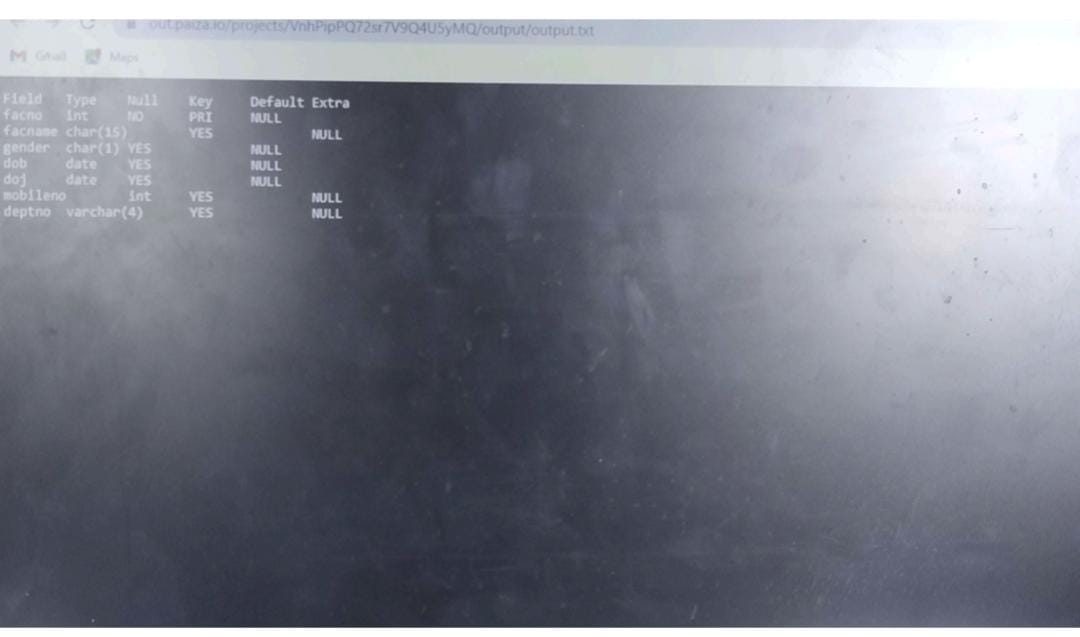 out.paiza.io/projects/VnhPipPQ72sr7V9Q4U5yMQ/output/output.txt
Gmail Maps
Field Type Null Key Default Extra
facno int NO PRI NULL
facname char(15) YES NULL
gender char(1) YES NULL
dob date YES NULL
doj date YES NULL
mobileno int YES NULL
deptno varchar(4) YES NULL